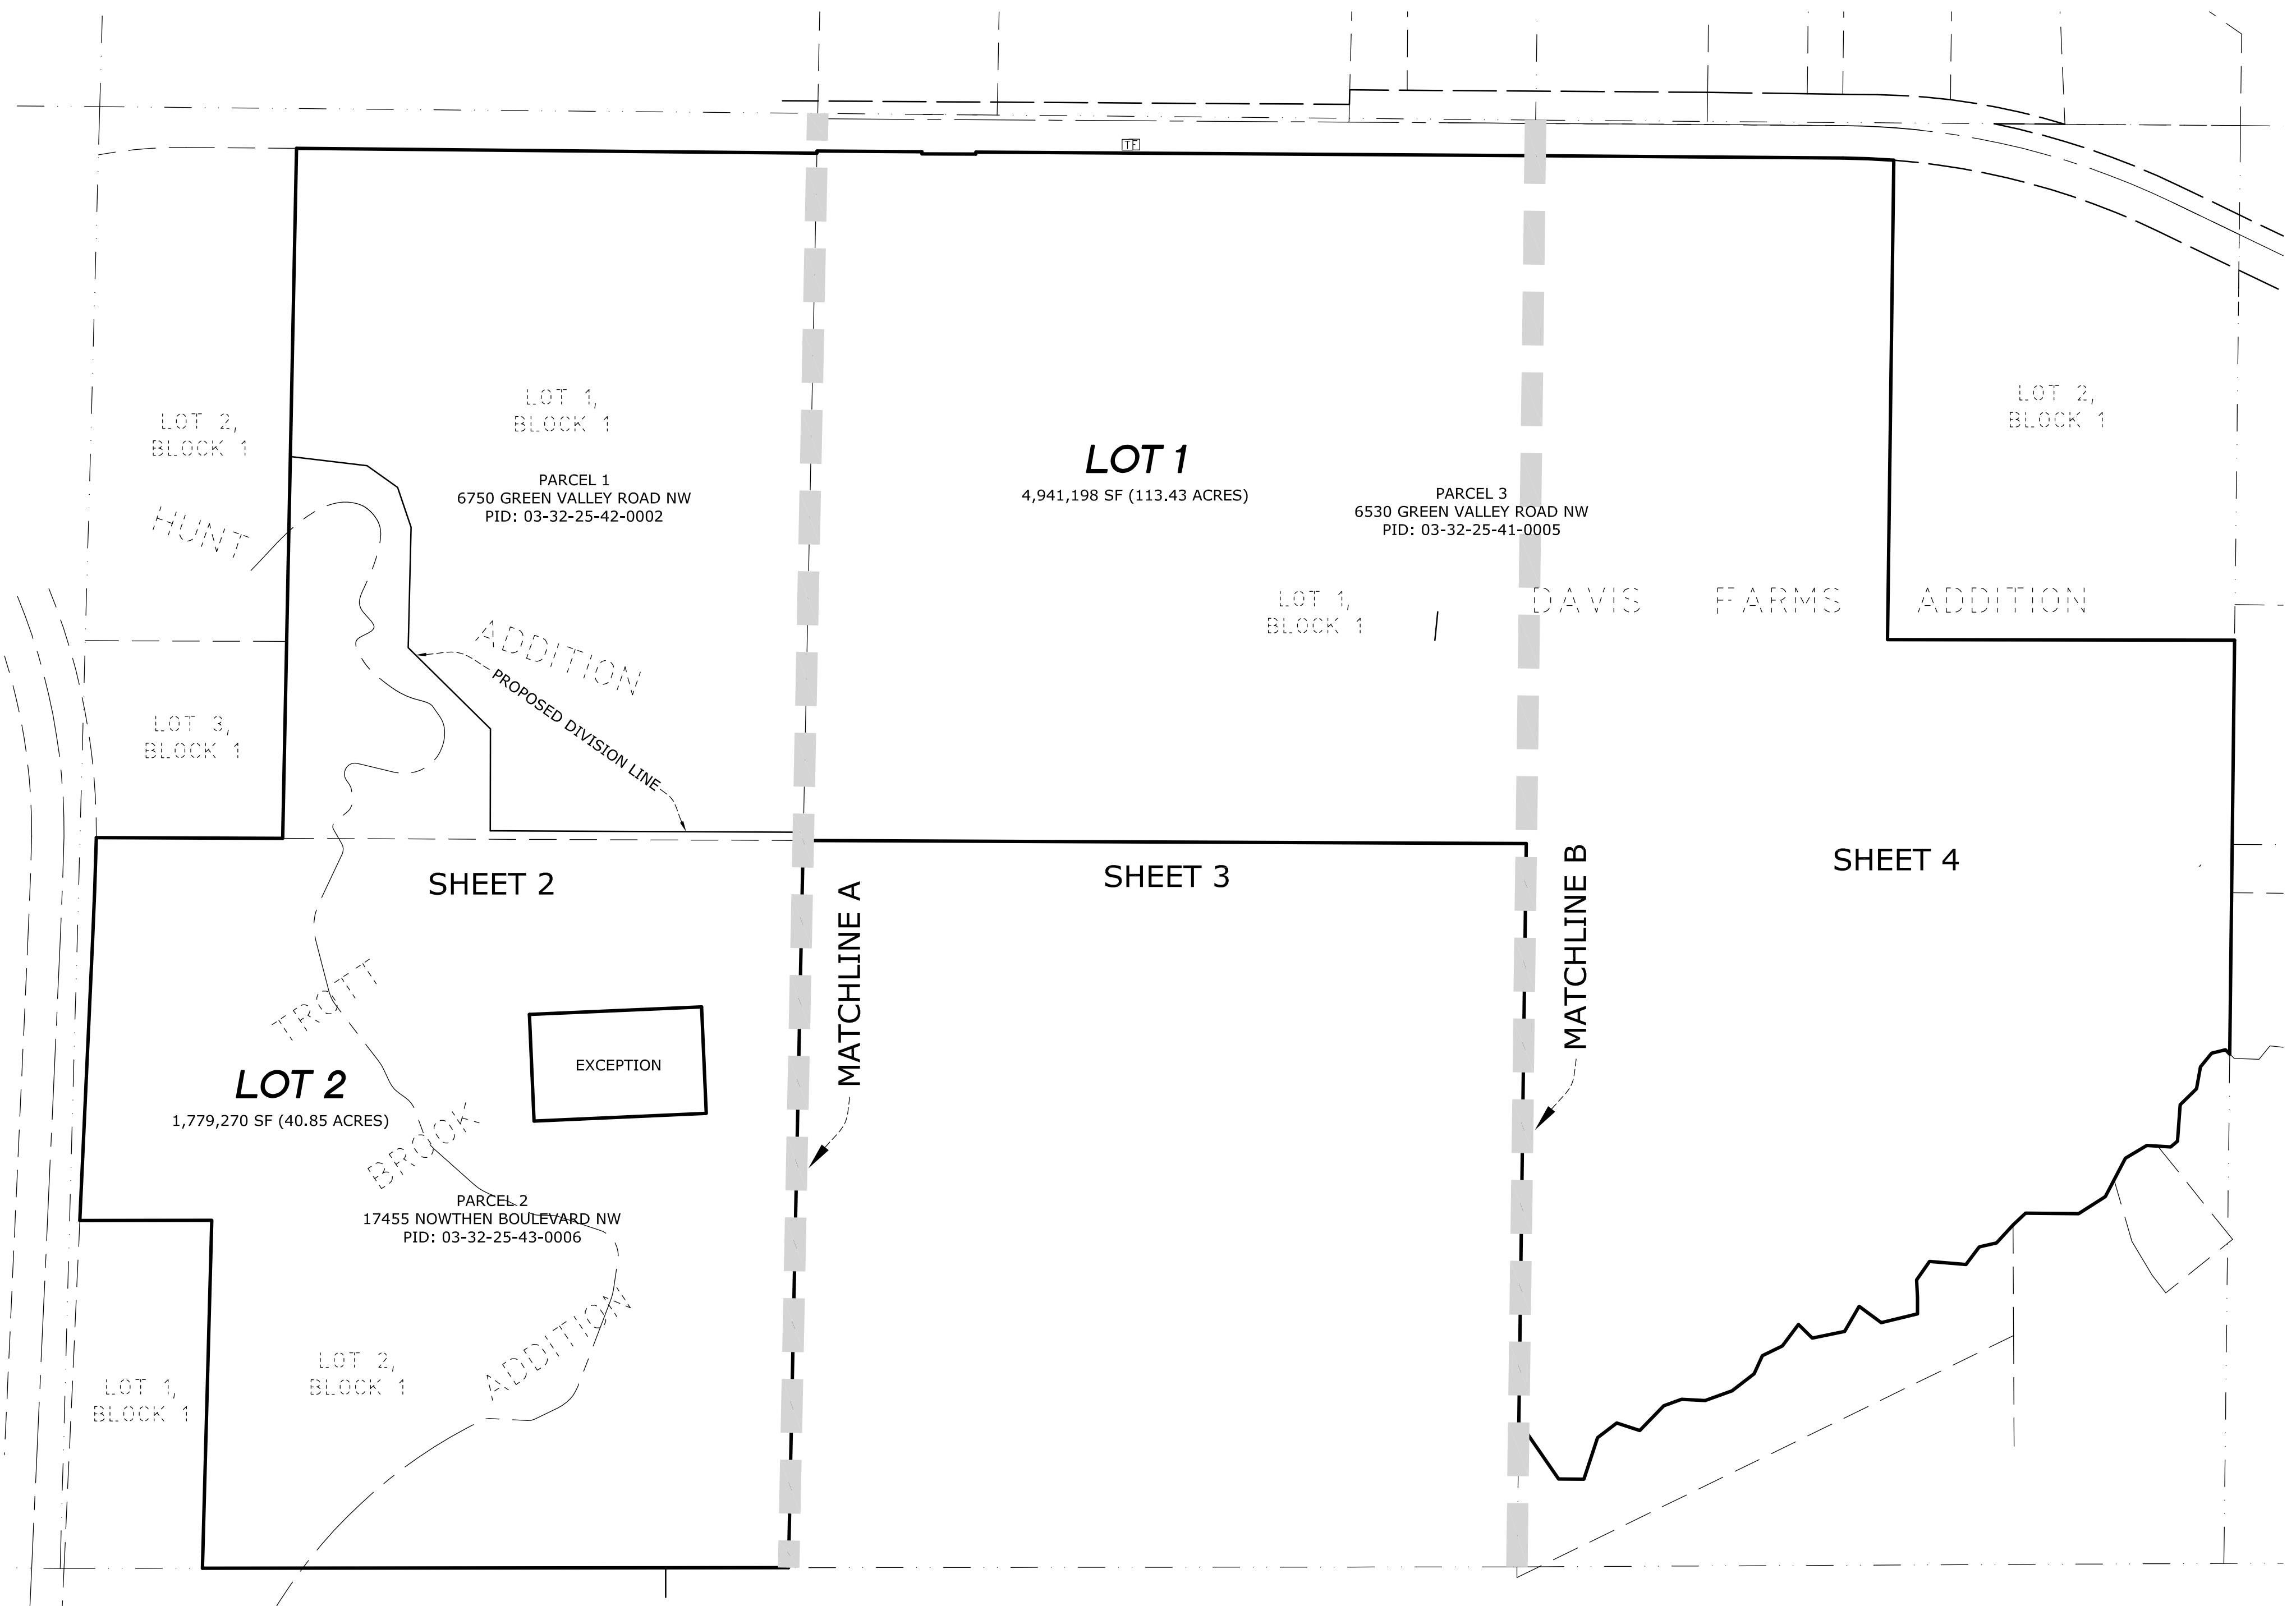 TF
LOT 2,
BLOCK 1
LOT 1,
BLOCK 1
LOT 1
4,941,198 SF (113.43 ACRES)
LOT 2,
BLOCK 1
PARCEL 1
6750 GREEN VALLEY ROAD NW
PID: 03-32-25-42-0002
PARCEL 3
6530 GREEN VALLEY ROAD NW
PID: 03-32-25-41-0005
HUNT
ADDITION
LOT 1,
BLOCK 1
DAVIS FARMS ADDITION
PROPOSED DIVISION LINE
LOT 3,
BLOCK 1
SHEET 2
SHEET 3
SHEET 4
MATCHLINE A
MATCHLINE B
TROTT
BROOK
ADDITION
EXCEPTION
LOT 2
1,779,270 SF (40.85 ACRES)
PARCEL 2
17455 NOWTHEN BOULEVARD NW
PID: 03-32-25-43-0006
LOT 1,
BLOCK 1
LOT 2,
BLOCK 1